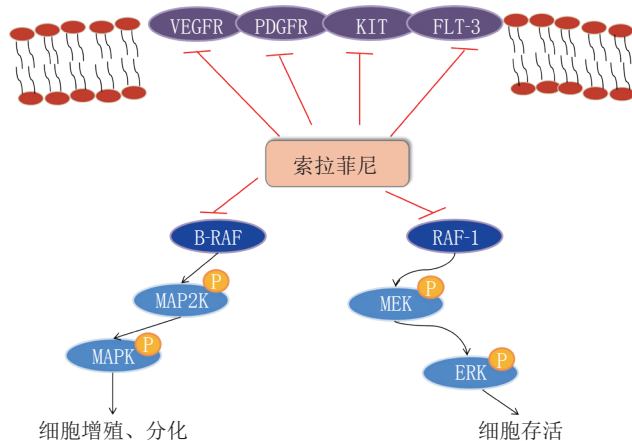 VEGFR PDGFR KIT FLT-3
索拉菲尼
B-RAF RAF-1
P
MAP2K
P
MEK
P
MAPK
P
ERK
细胞增殖、分化 细胞存活